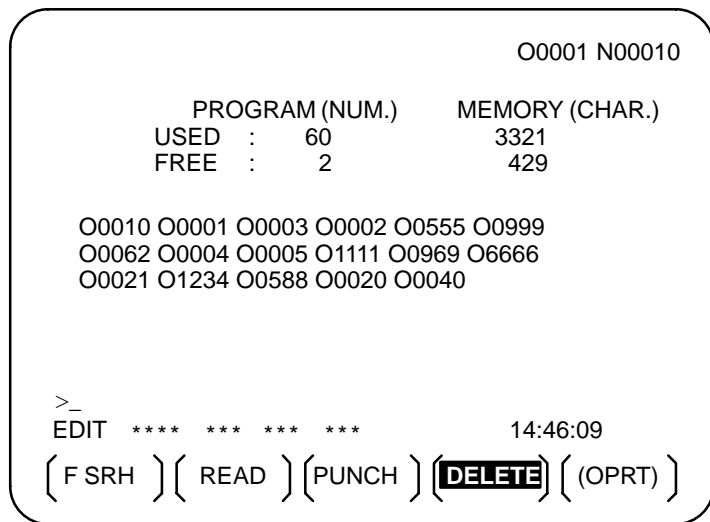 O0001 N00010
PROGRAM (NUM.) MEMORY (CHAR.)
USED : 60 3321
FREE : 2 429
O0010 O0001 O0003 O0002 O0555 O0999
O0062 O0004 O0005 O1111 O0969 O6666
O0021 O1234 O0588 O0020 O0040
>_
EDIT **** *** *** *** 14:46:09
F SRH READ PUNCH DELETE (OPRT)